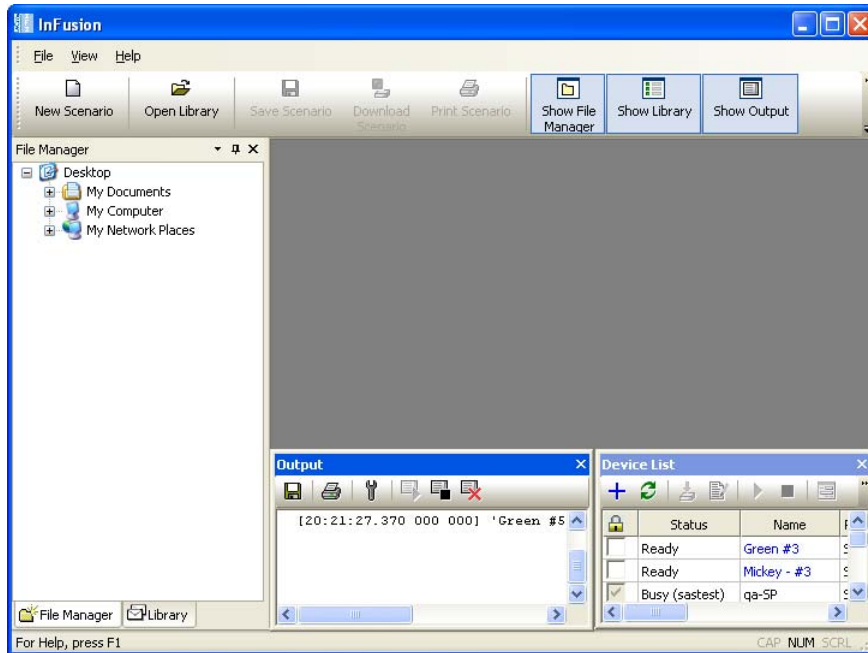 InFusion
File View Help
New Scenario Open Library Save Scenario Download Scenario Print Scenario Show File Manager Show Library Show Output
File Manager
Desktop
My Documents
My Computer
My Network Places
Output
[20:21:27.370 000 000] 'Green #5
Device List
Status Name
Ready Green #3
Ready Mickey - #3
Busy (sastest) qa-SP
File Manager Library
For Help, press F1
CAP NUM SCRL